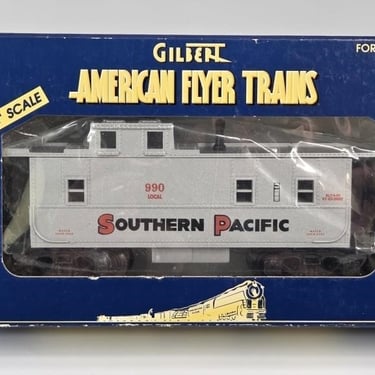 GILBERT
FOR
AMERICAN FLYER TRAINS
SCALE
990
LOCAL
SOUTHERN PACIFIC